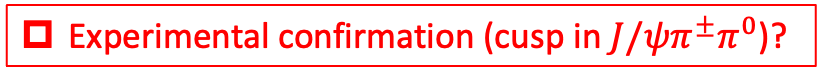 ❑ Experimental confirmation (cusp in J/ψπ±π⁰)?